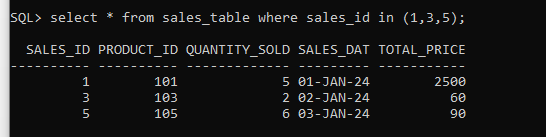 SQL> select * from sales_table where sales_id in (1,3,5);
SALES_ID PRODUCT_ID QUANTITY_SOLD SALES_DAT TOTAL_PRICE
---------- ---------- ------------- --------- -----------
1 101 5 01-JAN-24 2500
3 103 2 02-JAN-24 60
5 105 6 03-JAN-24 90